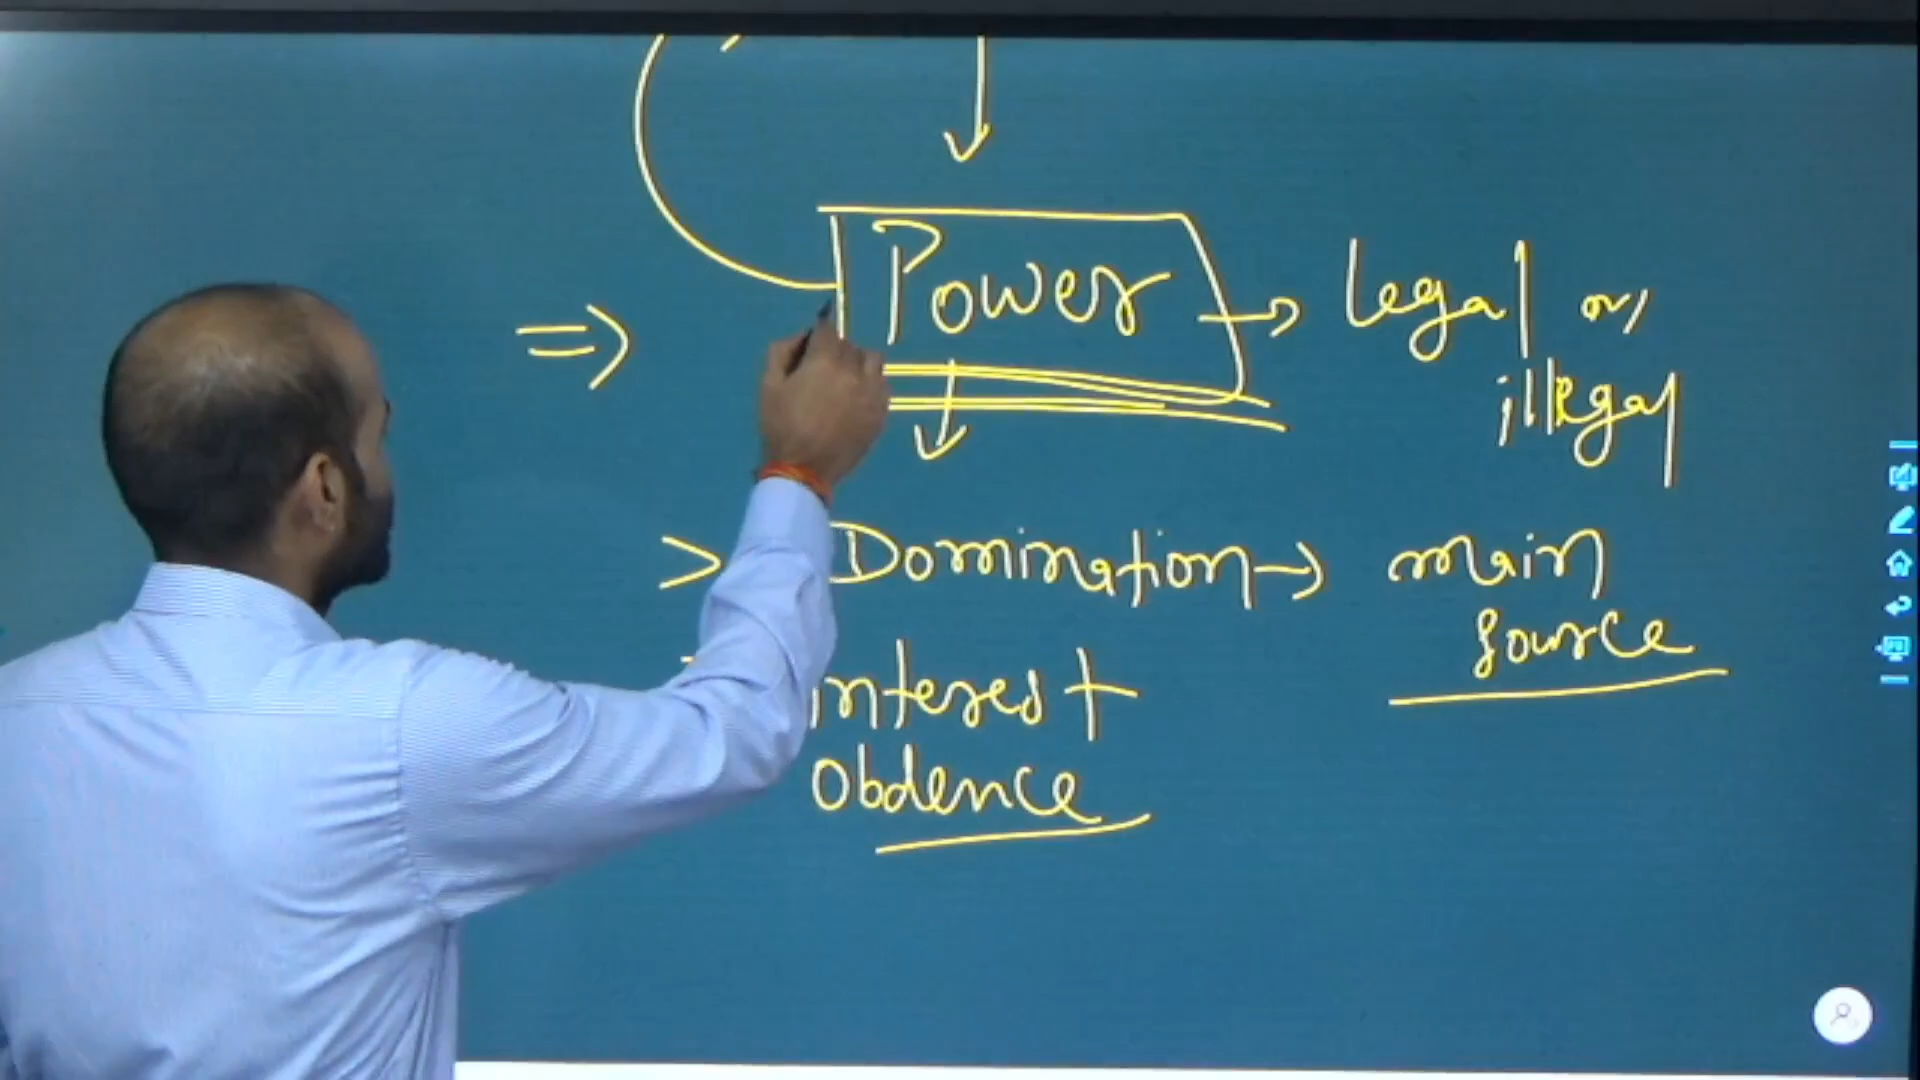 ⇒ Power → Legal or
illegal
> Domination → main
source
interest
Obdence